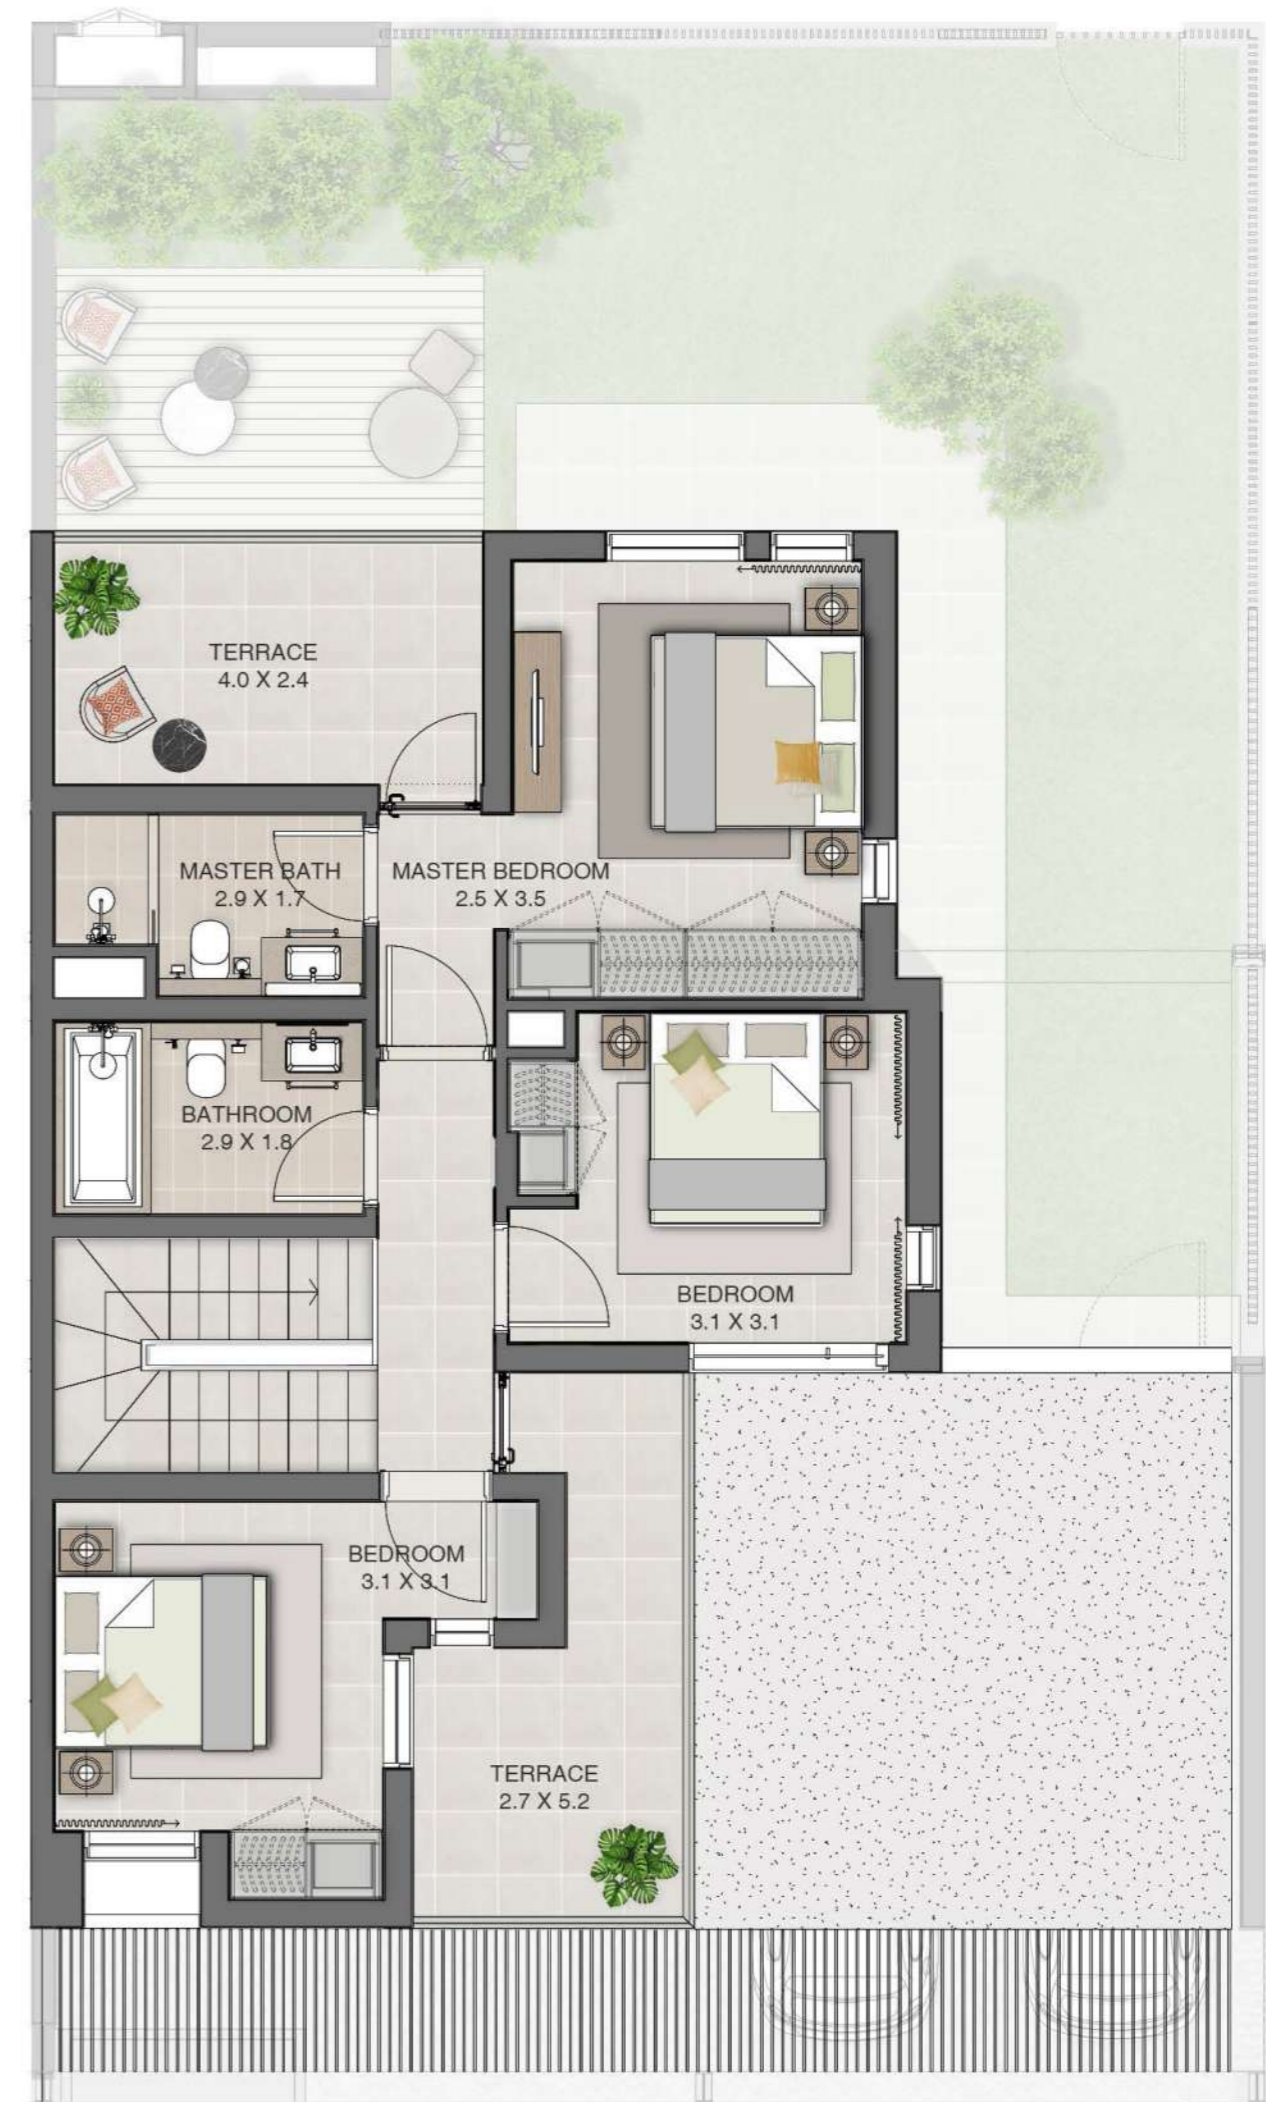 TERRACE
4.0 X 2.4
MASTER BATH
2.9 X 1.7
MASTER BEDROOM
2.5 X 3.5
BATHROOM
2.9 X 1.8
BEDROOM
3.1 X 3.1
BEDROOM
3.1 X 3.1
TERRACE
2.7 X 5.2